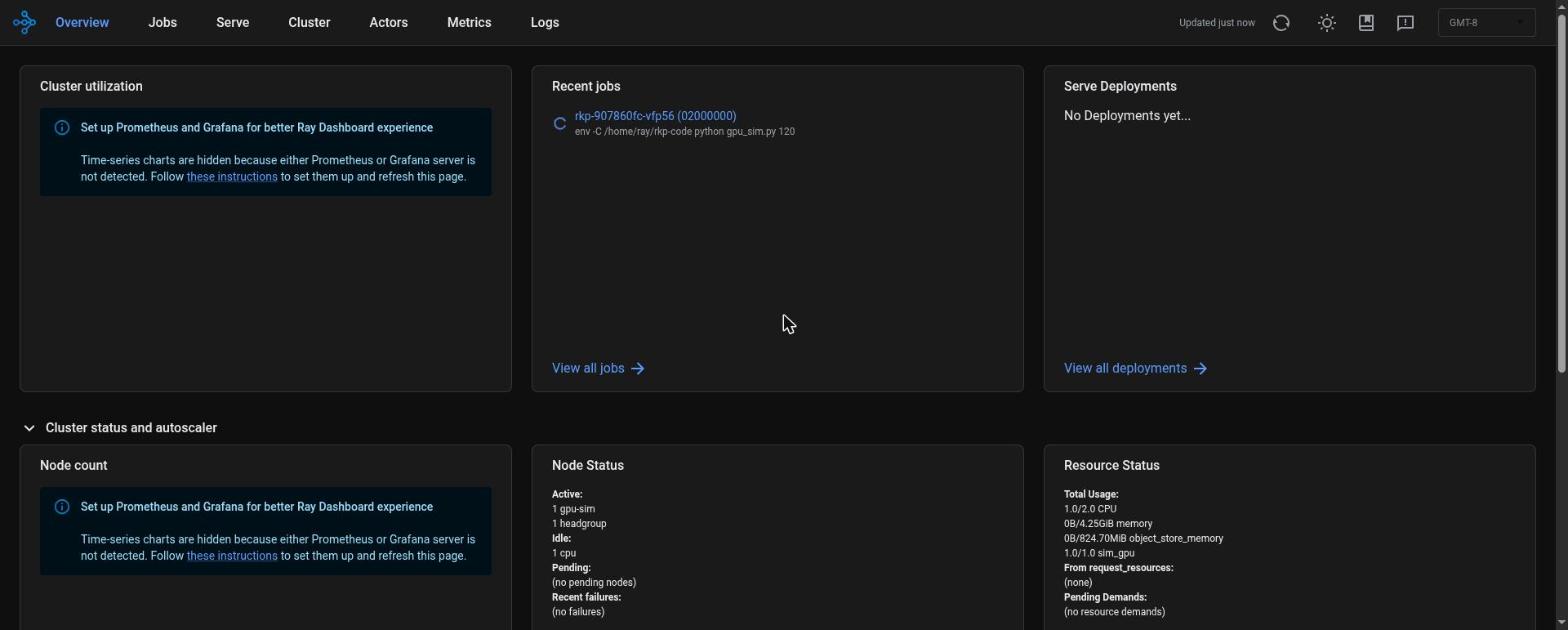 Overview Jobs Serve Cluster Actors Metrics Logs Updated just now GMT-8
Cluster utilization
Set up Prometheus and Grafana for better Ray Dashboard experience
Time-series charts are hidden because either Prometheus or Grafana server is
not detected. Follow these instructions to set them up and refresh this page.
Recent jobs
rkp-907860fc-vfp56 (02000000)
env -C /home/ray/rkp-code python gpu_sim.py 120
View all jobs
Serve Deployments
No Deployments yet...
View all deployments
Cluster status and autoscaler
Node count
Set up Prometheus and Grafana for better Ray Dashboard experience
Time-series charts are hidden because either Prometheus or Grafana server is
not detected. Follow these instructions to set them up and refresh this page.
Node Status
Active:
1 gpu-sim
1 headgroup
Idle:
1 cpu
Pending:
(no pending nodes)
Recent failures:
(no failures)
Resource Status
Total Usage:
1.0/2.0 CPU
0B/4.25GiB memory
0B/824.70MiB object_store_memory
1.0/1.0 sim_gpu
From request_resources:
(none)
Pending Demands:
(no resource demands)